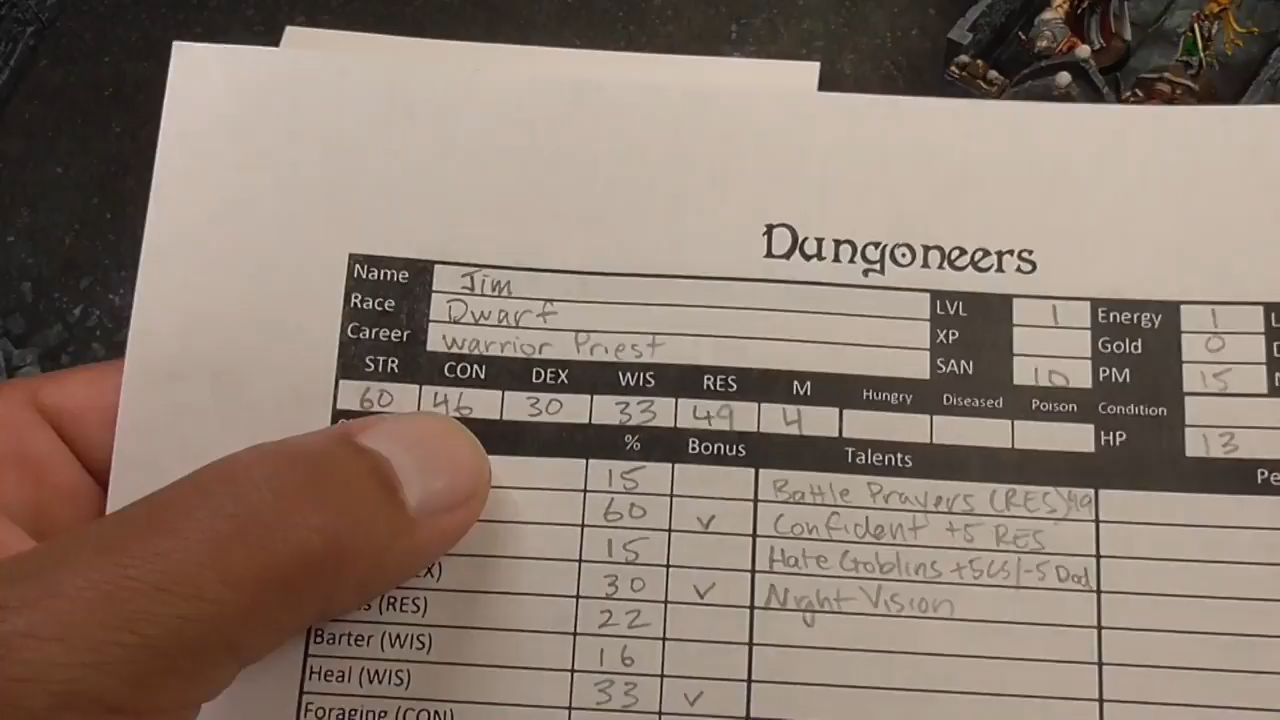 Dungoneers
Name Jim LVL 1 Energy 1
Race Dwarf XP Gold 0
Career Warrior Priest SAN 10 PM 15
STR CON DEX WIS RES M Hungry Diseased Poison Condition
60 46 30 33 49 4 HP 13
% Bonus Talents Pe
15 Battle Prayers (RES) 49
60 ✓ Confident +5 RES
15 Hate Goblins +5CS/-5 Dod
30 ✓ Night Vision
(RES) 22
Barter (WIS) 16
Heal (WIS) 33 ✓
Foraging (CON)